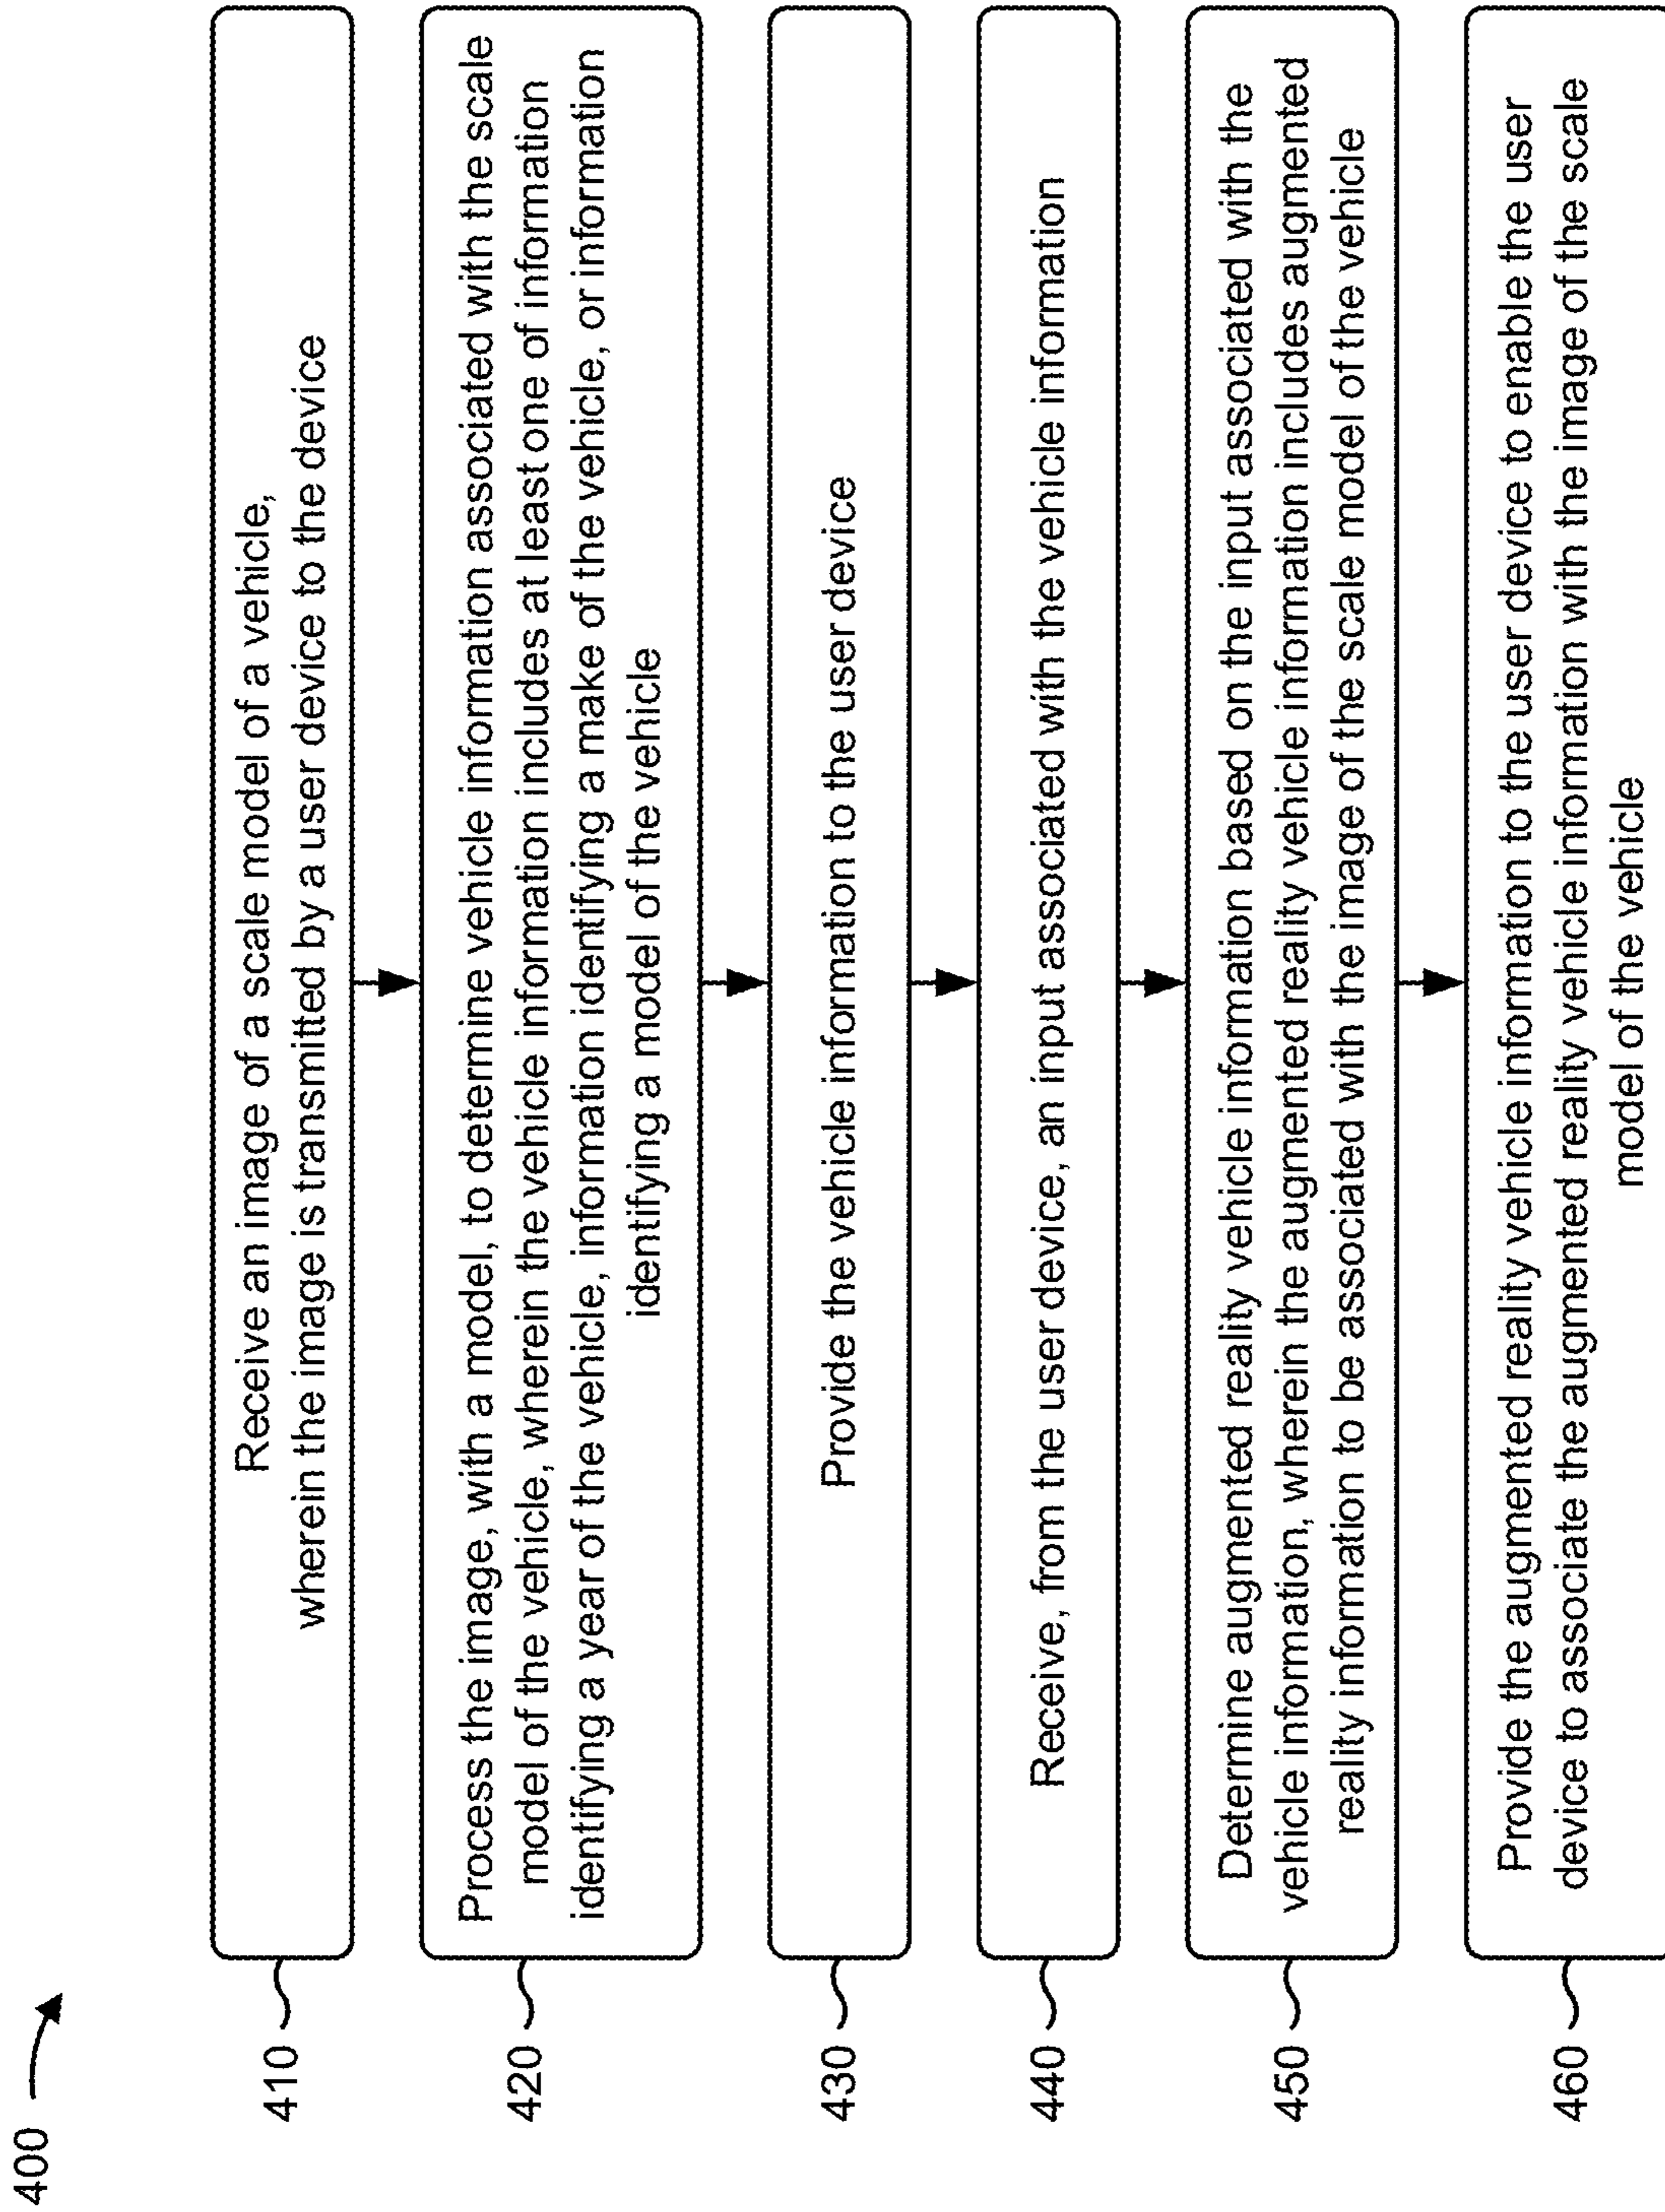 400
410
Receive an image of a scale model of a vehicle,
wherein the image is transmitted by a user device to the device
420
Process the image, with a model, to determine vehicle information associated with the scale
model of the vehicle, wherein the vehicle information includes at least one of information
identifying a year of the vehicle, information identifying a make of the vehicle, or information
identifying a model of the vehicle
430
Provide the vehicle information to the user device
440
Receive, from the user device, an input associated with the vehicle information
450
Determine augmented reality vehicle information based on the input associated with the
vehicle information, wherein the augmented reality vehicle information includes augmented
reality information to be associated with the image of the scale model of the vehicle
460
Provide the augmented reality vehicle information to the user device to enable the user
device to associate the augmented reality vehicle information with the image of the scale
model of the vehicle